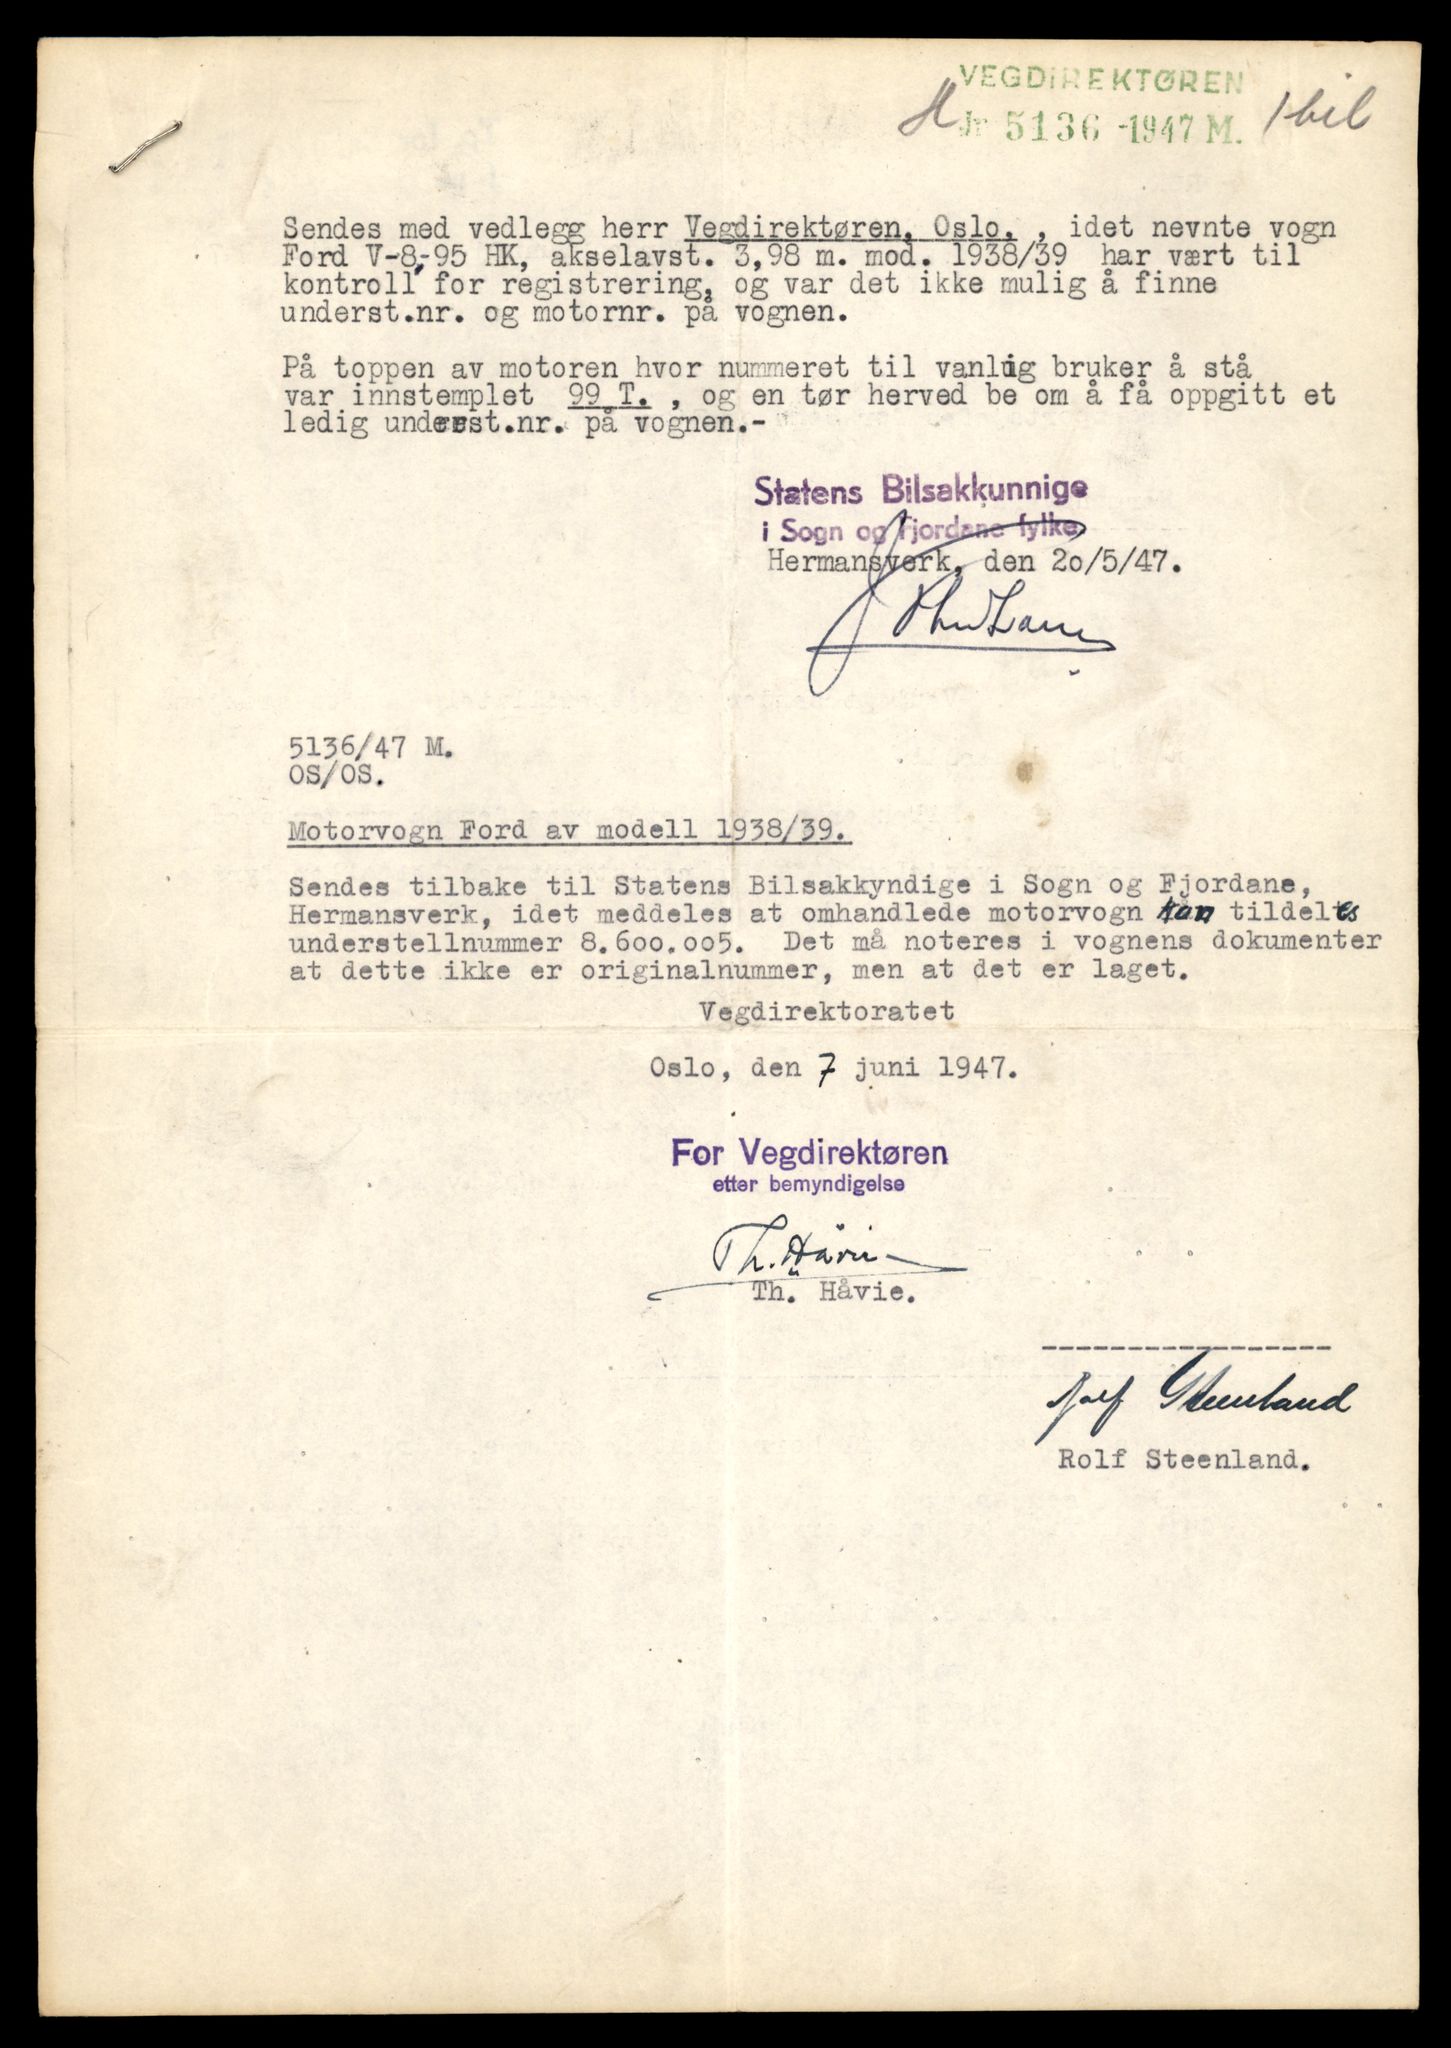 VEGDIREKTØREN
Jr 5136 -1947 M. 1 bil
Sendes med vedlegg herr Vegdirektøren, Oslo, , idet nevnte vogn
Ford V-8,-95 HK, akselavst. 3,98 m. mod. 1938/39 har vært til
kontroll for registrering, og var det ikke mulig å finne
underst.nr. og motornr. på vognen.
På toppen av motoren hvor nummeret til vanlig bruker å stå
var innstemplet 99 T. , og en tør herved be om å få oppgitt et
ledig underst.nr. på vognen.-
Statens Bilsakkunnige
i Sogn og Fjordane fylke
Hermansverk, den 20/5/47.
5136/47 M.
OS/OS.
Motorvogn Ford av modell 1938/39.
Sendes tilbake til Statens Bilsakkyndige i Sogn og Fjordane,
Hermansverk, idet meddeles at omhandlede motorvogn kan tildeles
understellnummer 8.600.005. Det må noteres i vognens dokumenter
at dette ikke er originalnummer, men at det er laget.
Vegdirektoratet
Oslo, den 7 juni 1947.
For Vegdirektøren
etter bemyndigelse
Th. Håvie
Th. Håvie.
-----------------
Rolf Steenland
Rolf Steenland.